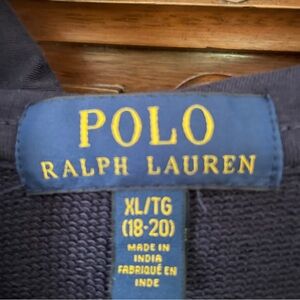 POLO
RALPH LAUREN
XL/TG
(18-20)
MADE IN
INDIA
FABRIQUÉ EN
INDE